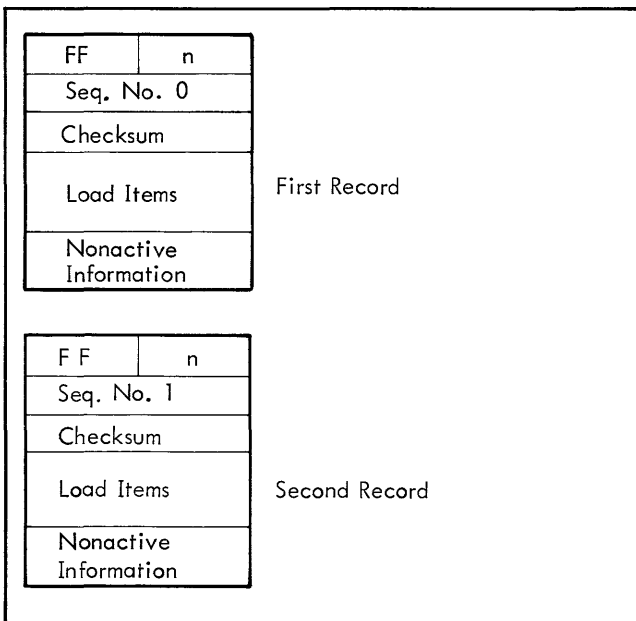 FF n
Seq. No. 0
Checksum
Load Items
Nonactive
Information
First Record
F F n
Seq. No. 1
Checksum
Load Items
Nonactive
Information
Second Record